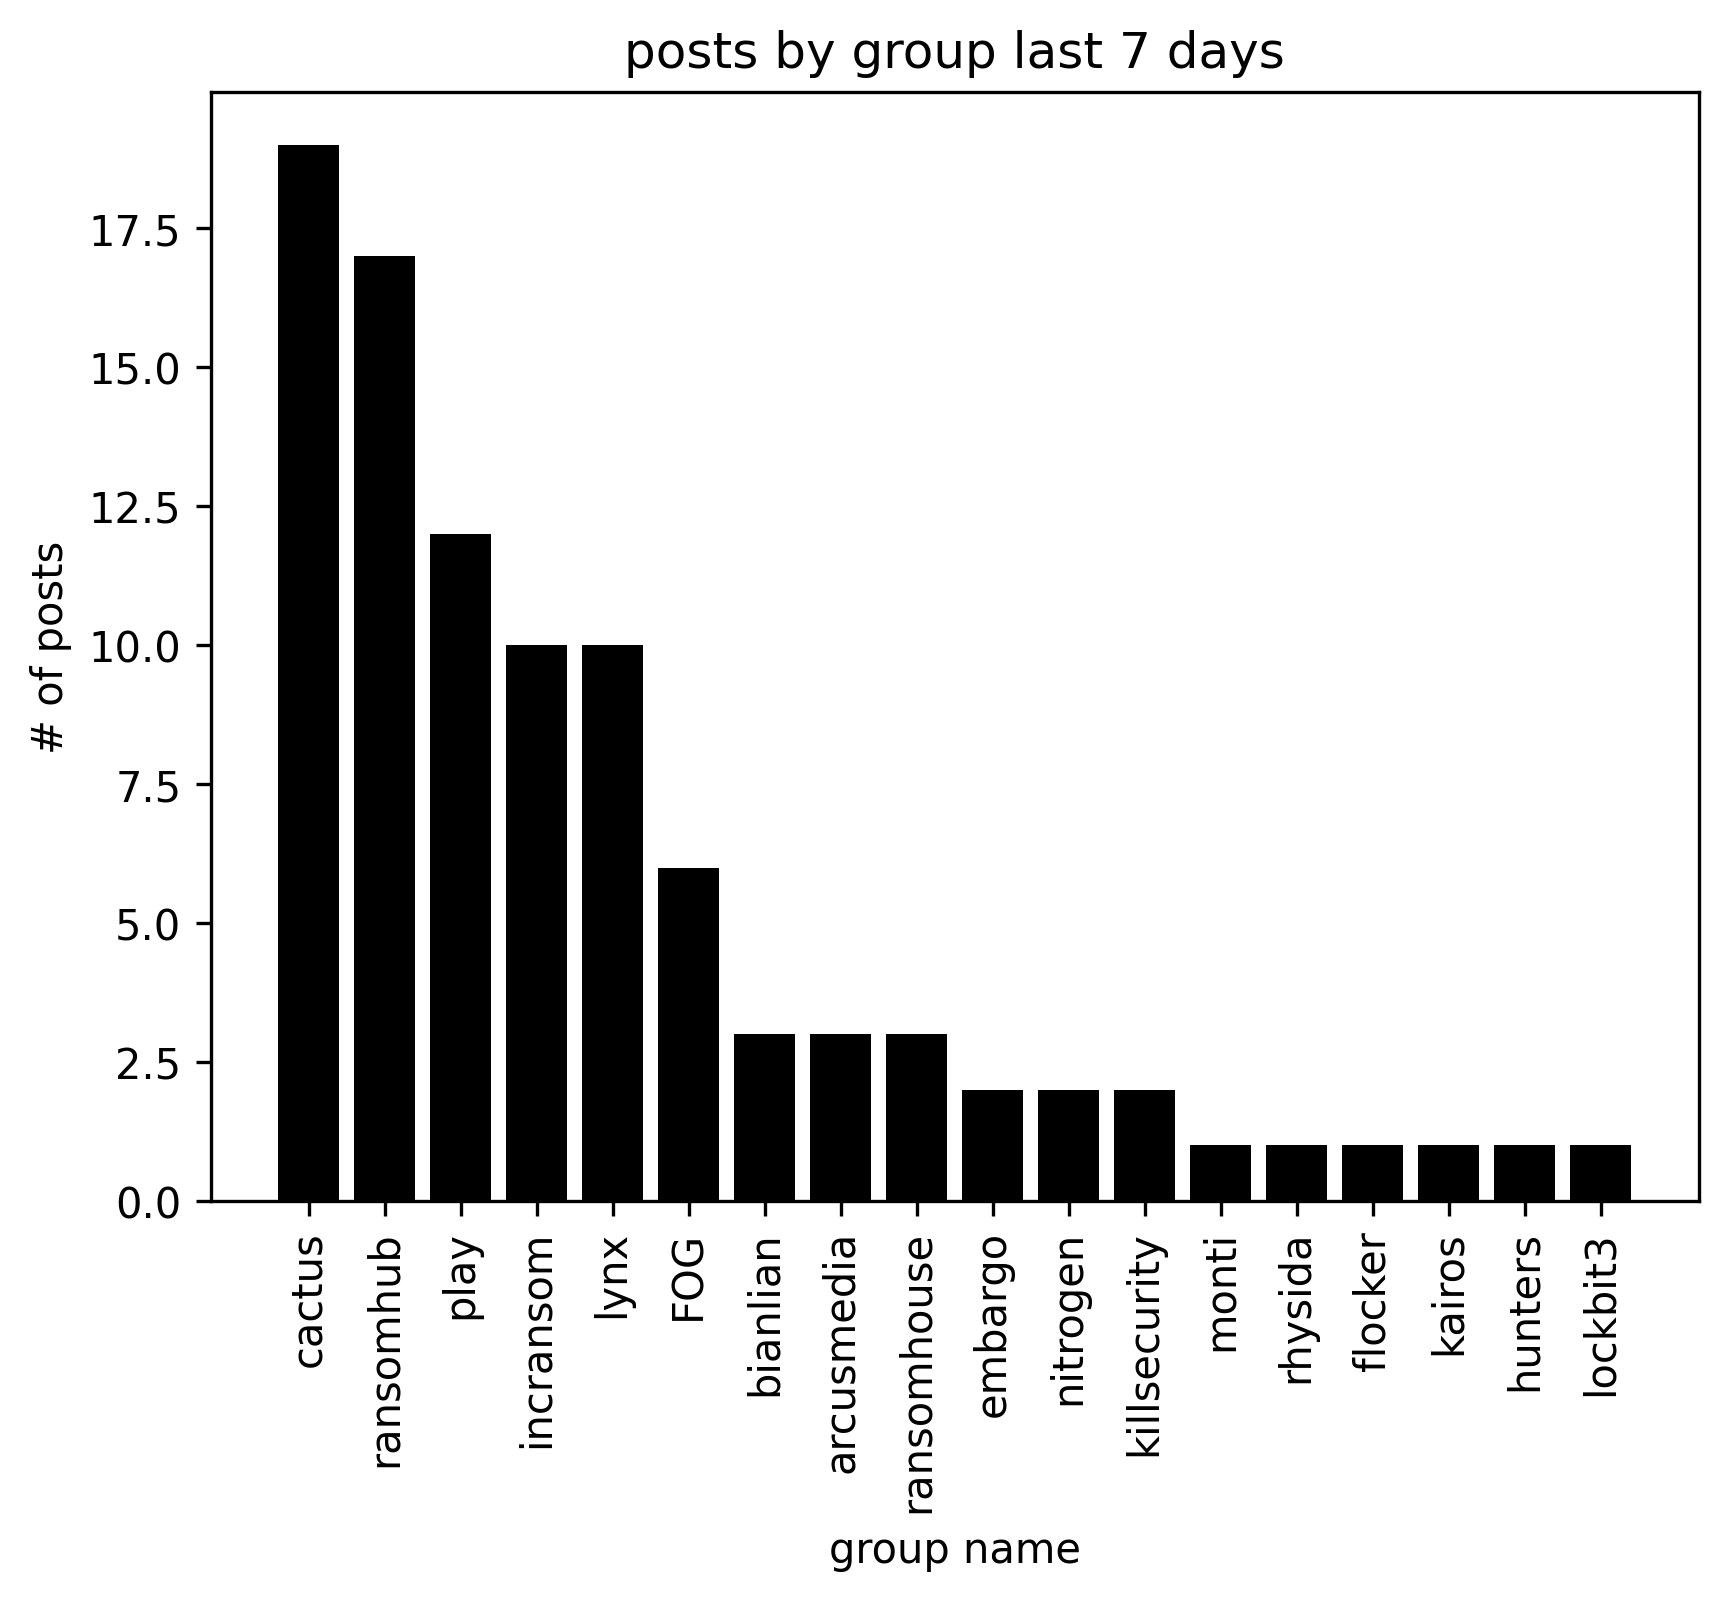 posts by group last 7 days
# of posts
17.5
15.0
12.5
10.0
7.5
5.0
2.5
0.0
cactus
ransomhub
play
incransom
lynx
FOG
bianlian
arcusmedia
ransomhouse
embargo
nitrogen
killsecurity
monti
rhysida
flocker
kairos
hunters
lockbit3
group name